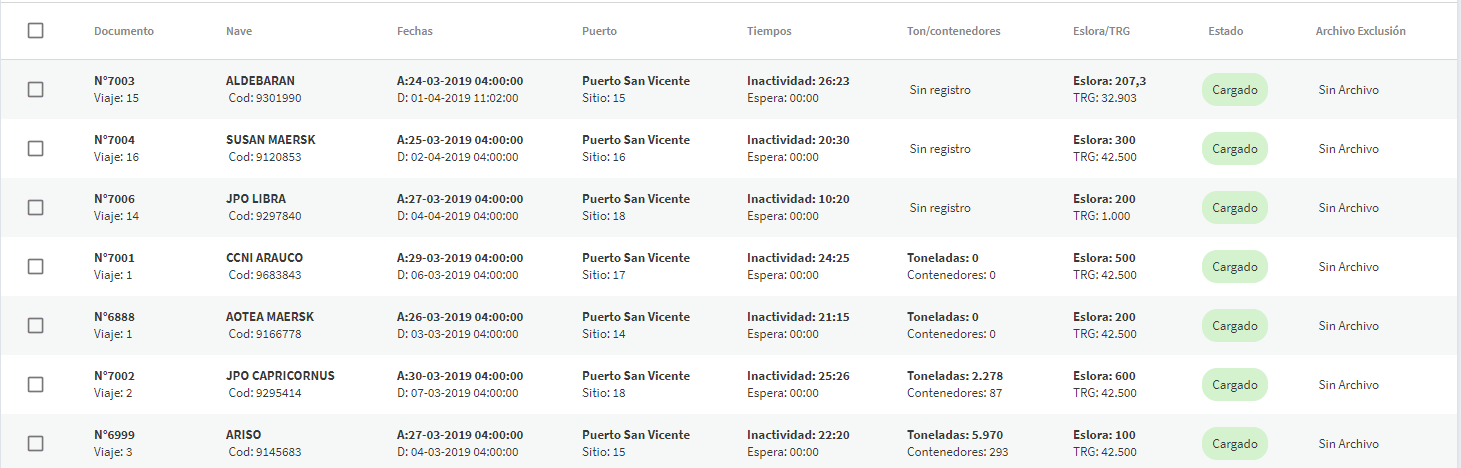 Documento Nave Fechas Puerto Tiempos Ton/contenedores Eslora/TRG Estado Archivo Exclusión
N°7003 ALDEBARAN A:24-03-2019 04:00:00 Puerto San Vicente Inactividad: 26:23 Sin registro Eslora: 207,3 Cargado Sin Archivo
Viaje: 15 Cod: 9301990 D: 01-04-2019 11:02:00 Sitio: 15 Espera: 00:00 TRG: 32.903
N°7004 SUSAN MAERSK A:25-03-2019 04:00:00 Puerto San Vicente Inactividad: 20:30 Sin registro Eslora: 300 Cargado Sin Archivo
Viaje: 16 Cod: 9120853 D: 02-04-2019 04:00:00 Sitio: 16 Espera: 00:00 TRG: 42.500
N°7006 JPO LIBRA A:27-03-2019 04:00:00 Puerto San Vicente Inactividad: 10:20 Sin registro Eslora: 200 Cargado Sin Archivo
Viaje: 14 Cod: 9297840 D: 04-04-2019 04:00:00 Sitio: 18 Espera: 00:00 TRG: 1.000
N°7001 CCNI ARAUCO A:29-03-2019 04:00:00 Puerto San Vicente Inactividad: 24:25 Toneladas: 0 Eslora: 500 Cargado Sin Archivo
Viaje: 1 Cod: 9683843 D: 06-03-2019 04:00:00 Sitio: 17 Espera: 00:00 Contenedores: 0 TRG: 42.500
N°6888 AOTEA MAERSK A:26-03-2019 04:00:00 Puerto San Vicente Inactividad: 21:15 Toneladas: 0 Eslora: 200 Cargado Sin Archivo
Viaje: 1 Cod: 9166778 D: 03-03-2019 04:00:00 Sitio: 14 Espera: 00:00 Contenedores: 0 TRG: 42.500
N°7002 JPO CAPRICORNUS A:30-03-2019 04:00:00 Puerto San Vicente Inactividad: 25:26 Toneladas: 2.278 Eslora: 600 Cargado Sin Archivo
Viaje: 2 Cod: 9295414 D: 07-03-2019 04:00:00 Sitio: 18 Espera: 00:00 Contenedores: 87 TRG: 42.500
N°6999 ARISO A:27-03-2019 04:00:00 Puerto San Vicente Inactividad: 22:20 Toneladas: 5.970 Eslora: 100 Cargado Sin Archivo
Viaje: 3 Cod: 9145683 D: 04-03-2019 04:00:00 Sitio: 15 Espera: 00:00 Contenedores: 293 TRG: 42.500